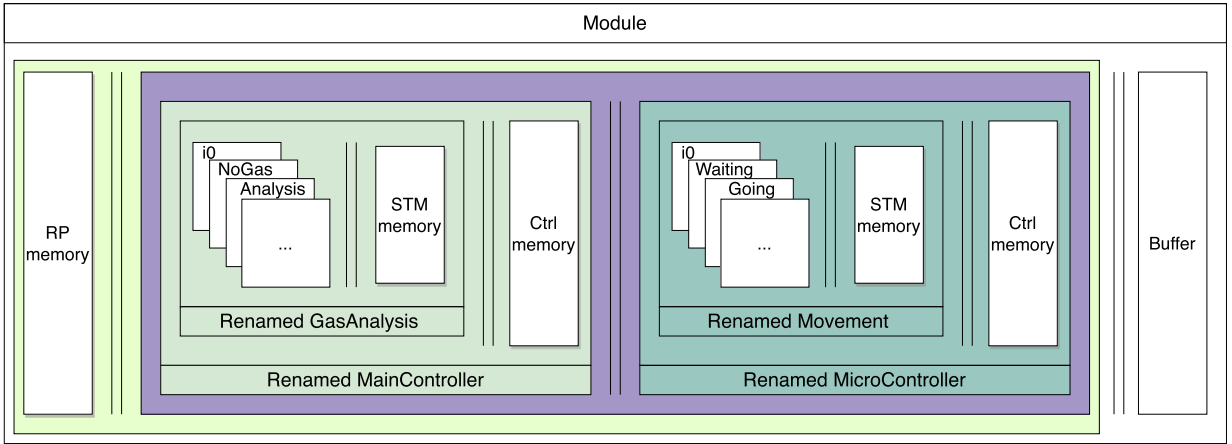 Module
RP
memory
i0
NoGas
Analysis
...
STM
memory
Renamed GasAnalysis
Ctrl
memory
Renamed MainController
i0
Waiting
Going
...
STM
memory
Renamed Movement
Ctrl
memory
Renamed MicroController
Buffer